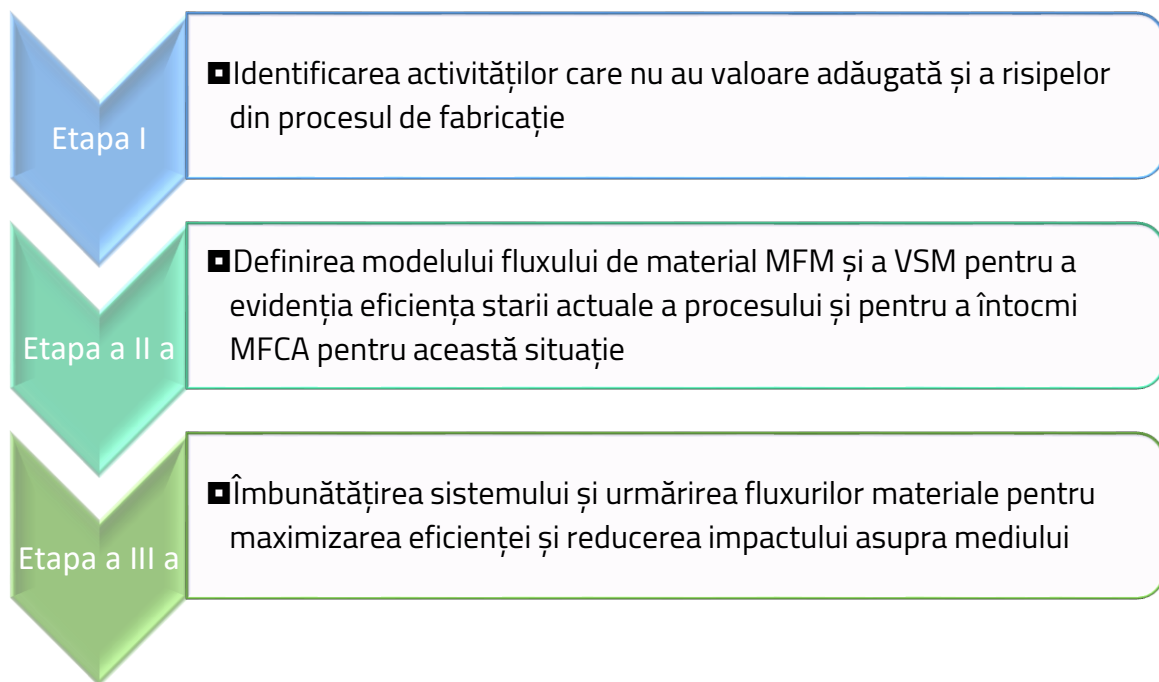 Etapa I
◘Identificarea activităților care nu au valoare adăugată și a risipelor
din procesul de fabricație
Etapa a II a
◘Definirea modelului fluxului de material MFM și a VSM pentru a
evidenția eficiența starii actuale a procesului și pentru a întocmi
MFCA pentru această situație
Etapa a III a
◘Îmbunătățirea sistemului și urmărirea fluxurilor materiale pentru
maximizarea eficienței și reducerea impactului asupra mediului